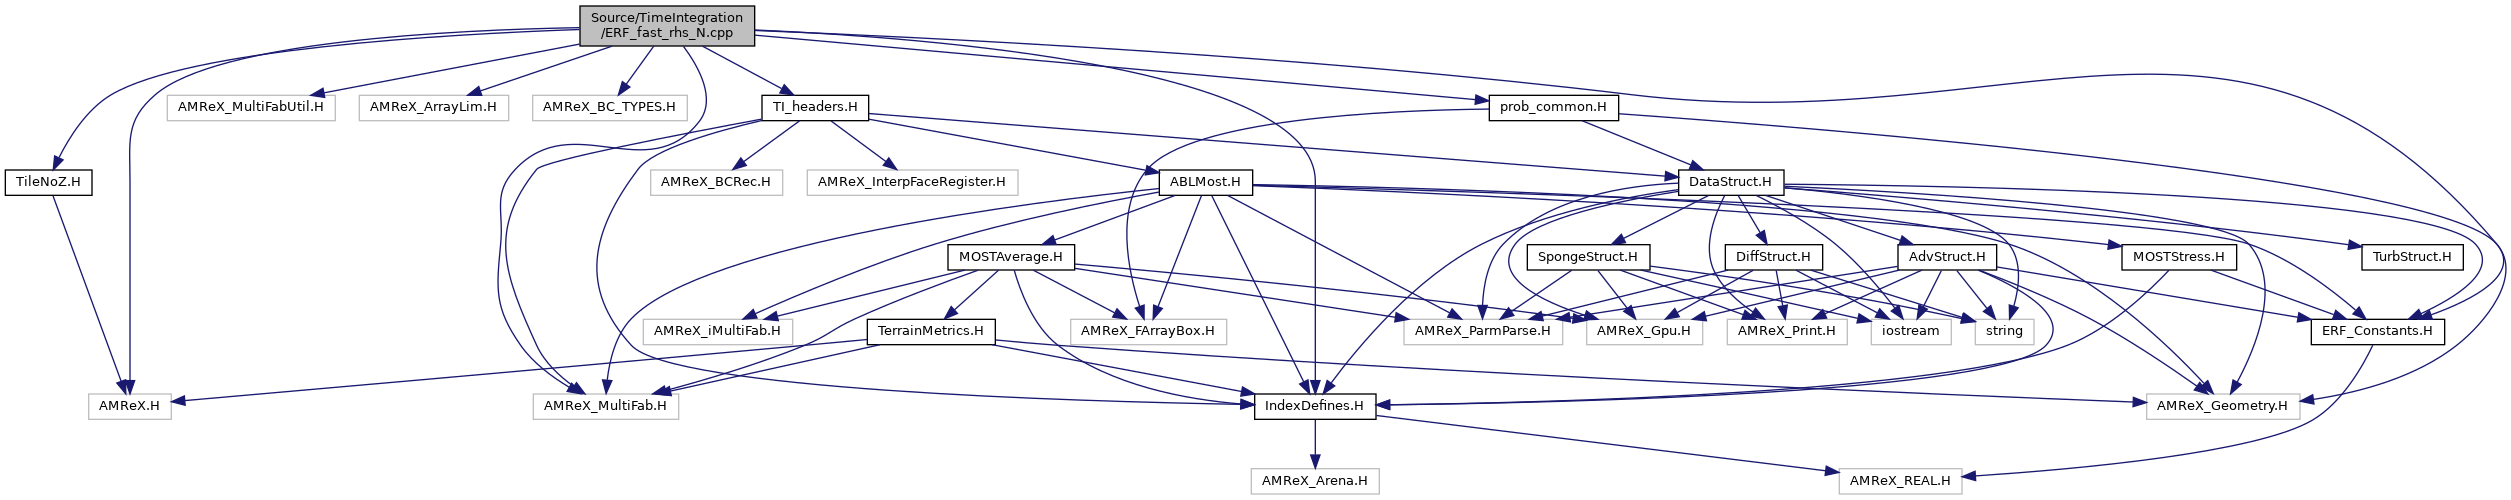 Source/TimeIntegration
/ERF_fast_rhs_N.cpp
AMReX_MultiFabUtil.H
AMReX_ArrayLim.H
AMReX_BC_TYPES.H
TI_headers.H
prob_common.H
TileNoZ.H
AMReX_BCRec.H
AMReX_InterpFaceRegister.H
ABLMost.H
DataStruct.H
MOSTAverage.H
SpongeStruct.H
DiffStruct.H
AdvStruct.H
MOSTStress.H
TurbStruct.H
AMReX_iMultiFab.H
TerrainMetrics.H
AMReX_FArrayBox.H
AMReX_ParmParse.H
AMReX_Gpu.H
AMReX_Print.H
iostream
string
ERF_Constants.H
AMReX.H
AMReX_MultiFab.H
IndexDefines.H
AMReX_Geometry.H
AMReX_Arena.H
AMReX_REAL.H